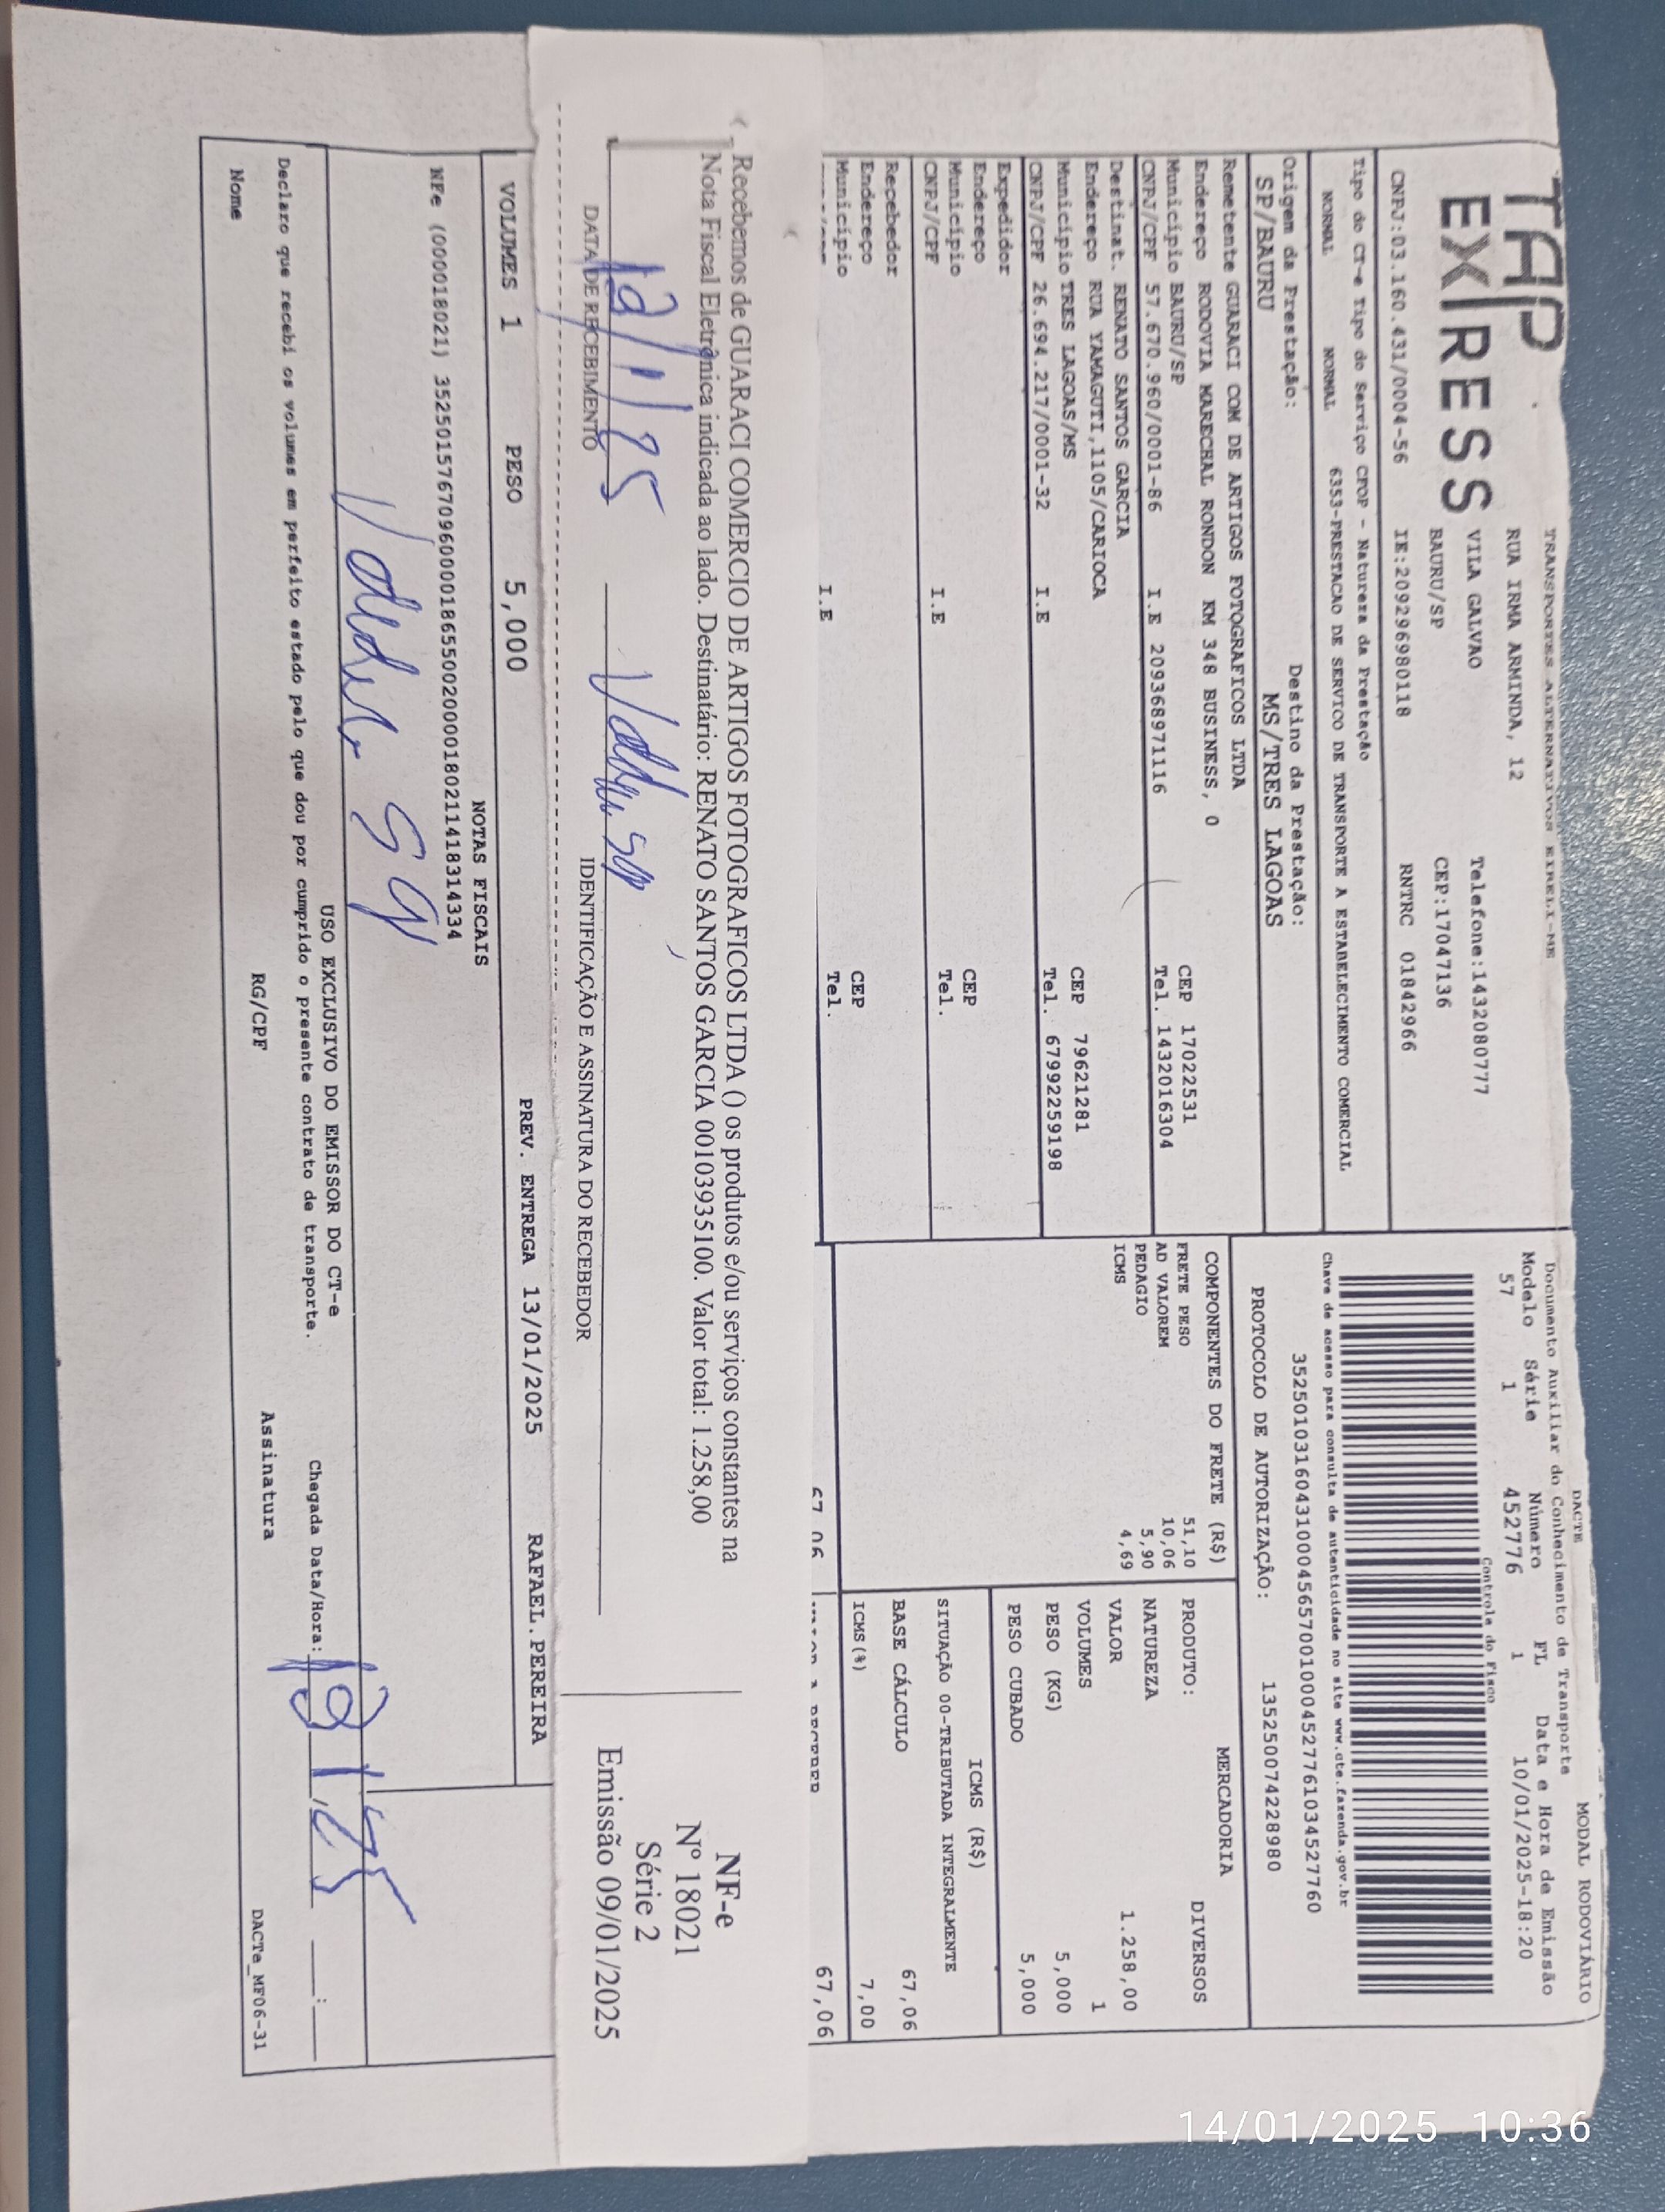 TAP
EXPRESS
TRANSPORTES ALTERNATIVOS EIRELI-ME
RUA IRMA ARMINDA, 12
VILA GALVAO
Telefone:1432080777
BAURU/SP
CEP:17047136
CNPJ:03.160.431/0004-56 IE:209296980118 RNTRC 01842966
DACTE
MODAL RODOVIÁRIO
Documento Auxiliar do Conhecimento de Transporte
Modelo Série Número FL Data e Hora de Emissão
57 1 452776 1 10/01/2025-18:20
Controle do Fisco
Chave de acesso para consulta de autenticidade no site www.cte.fazenda.gov.br
35250103160431000456570010004527761034527760
PROTOCOLO DE AUTORIZAÇÃO: 135250074228980
Tipo do CT-e Tipo do Serviço CFOP - Natureza da Prestação
NORMAL NORMAL 6353-PRESTACAO DE SERVICO DE TRANSPORTE A ESTABELECIMENTO COMERCIAL
Origem da Prestação: Destino da Prestação:
SP/BAURU MS/TRES LAGOAS
Remetente GUARACI COM DE ARTIGOS FOTOGRAFICOS LTDA
Endereço RODOVIA MARECHAL RONDON KM 348 BUSINESS, 0
Município BAURU/SP CEP 17022531
CNPJ/CPF 57.670.960/0001-86 I.E 209368971116 Tel. 1432016304
Destinat. RENATO SANTOS GARCIA
Endereço RUA YAMAGUTI,1105/CARIOCA
Município TRES LAGOAS/MS CEP 79621281
CNPJ/CPF 26.694.217/0001-32 I.E Tel. 67992259198
Expedidor
Endereço
Município CEP
CNPJ/CPF I.E Tel.
Recebedor
Endereço
Município CEP
I.E Tel.
COMPONENTES DO FRETE (R$)
FRETE PESO 51,10
AD VALOREM 10,06
PEDAGIO 5,90
ICMS 4,69
67,06
MERCADORIA
PRODUTO: DIVERSOS
NATUREZA
VALOR 1.258,00
VOLUMES 1
PESO (KG) 5,000
PESO CUBADO 5,000
ICMS (R$)
SITUAÇÃO 00-TRIBUTADA INTEGRALMENTE
BASE CÁLCULO 67,06
ICMS(%) 7,00
VALOR A RECEBER 67,06
Recebemos de GUARACI COMERCIO DE ARTIGOS FOTOGRAFICOS LTDA () os produtos e/ou serviços constantes na
Nota Fiscal Eletrônica indicada ao lado. Destinatário: RENATO SANTOS GARCIA 00103935100. Valor total: 1.258,00
DATA DE RECEBIMENTO IDENTIFICAÇÃO E ASSINATURA DO RECEBEDOR
NF-e
Nº 18021
Série 2
Emissão 09/01/2025
VOLUMES 1 PESO 5,000 PREV. ENTREGA 13/01/2025 RAFAEL.PEREIRA
NOTAS FISCAIS
NFe (000018021) 35250157670960000186550020000180211418314334
USO EXCLUSIVO DO EMISSOR DO CT-e
Declaro que recebi os volumes em perfeito estado pelo que dou por cumprido o presente contrato de transporte.
Chegada Data/Hora:
Nome RG/CPF Assinatura
DACTe_MF06-31
14/01/2025 10:36